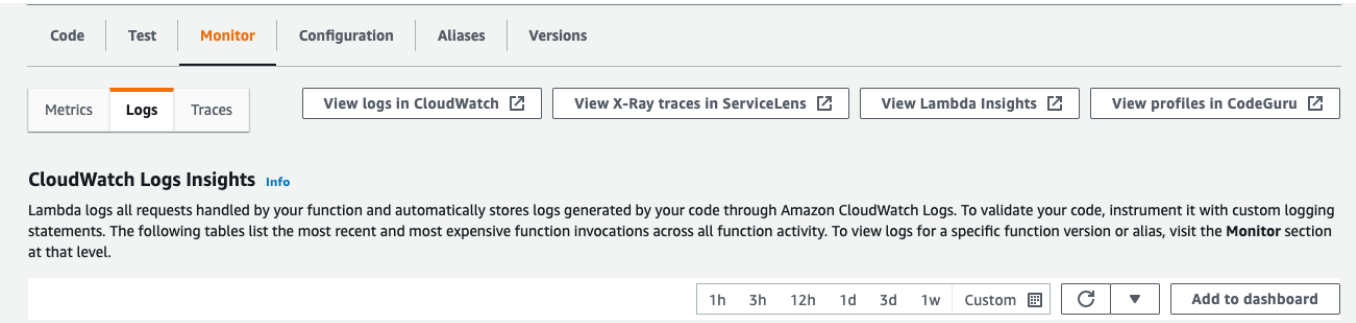 Code Test Monitor Configuration Aliases Versions
Metrics Logs Traces View logs in CloudWatch View X-Ray traces in ServiceLens View Lambda Insights View profiles in CodeGuru
CloudWatch Logs Insights Info
Lambda logs all requests handled by your function and automatically stores logs generated by your code through Amazon CloudWatch Logs. To validate your code, instrument it with custom logging
statements. The following tables list the most recent and most expensive function invocations across all function activity. To view logs for a specific function version or alias, visit the Monitor section
at that level.
1h 3h 12h 1d 3d 1w Custom Add to dashboard